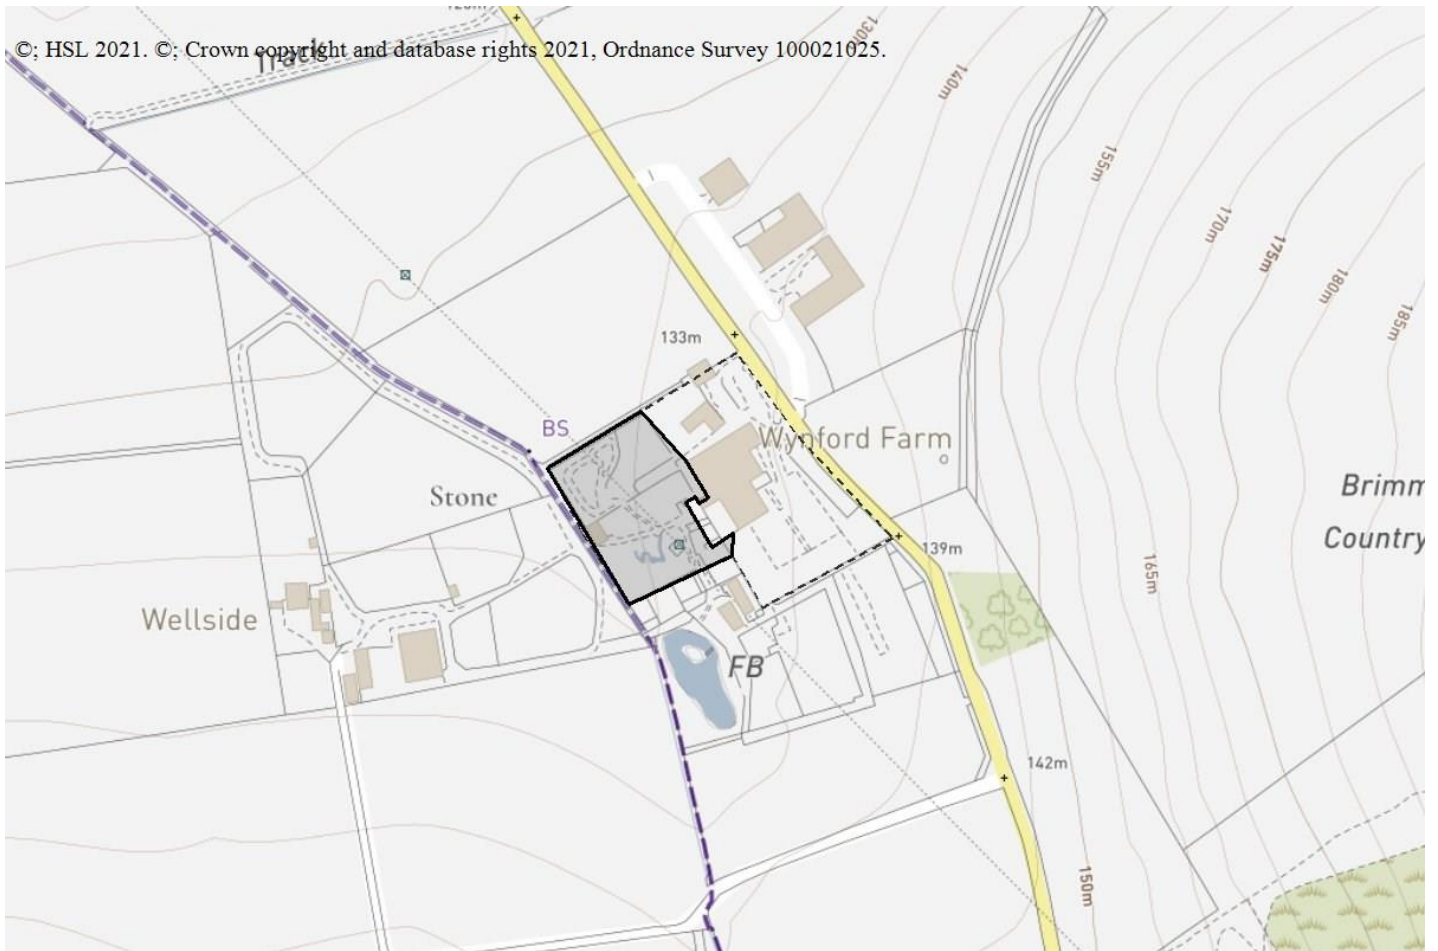 ©; HSL 2021. ©; Crown copyright and database rights 2021, Ordnance Survey 100021025.
Track
130m
140m
155m
170m
175m
180m
185m
133m
BS
Wynford Farm
Stone
Brimm
Country
139m
165m
Wellside
FB
142m
150m